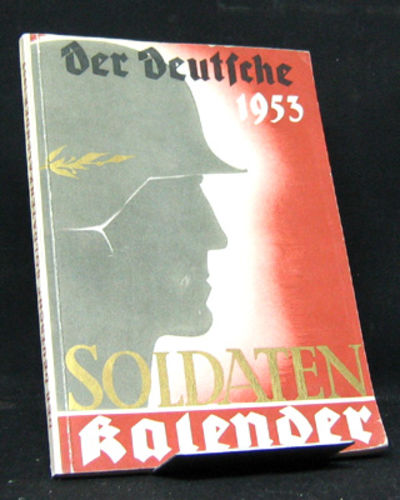 Der Deutsche
1953
SOLDATEN
Kalender